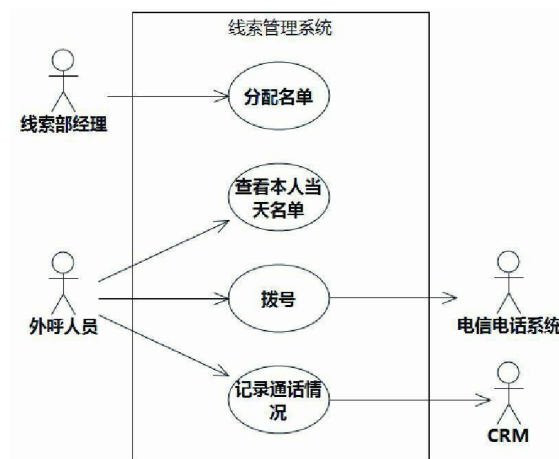 线索管理系统
分配名单
线索部经理
查看本人当
天名单
拨号
外呼人员
电信电话系统
记录通话情
况
CRM